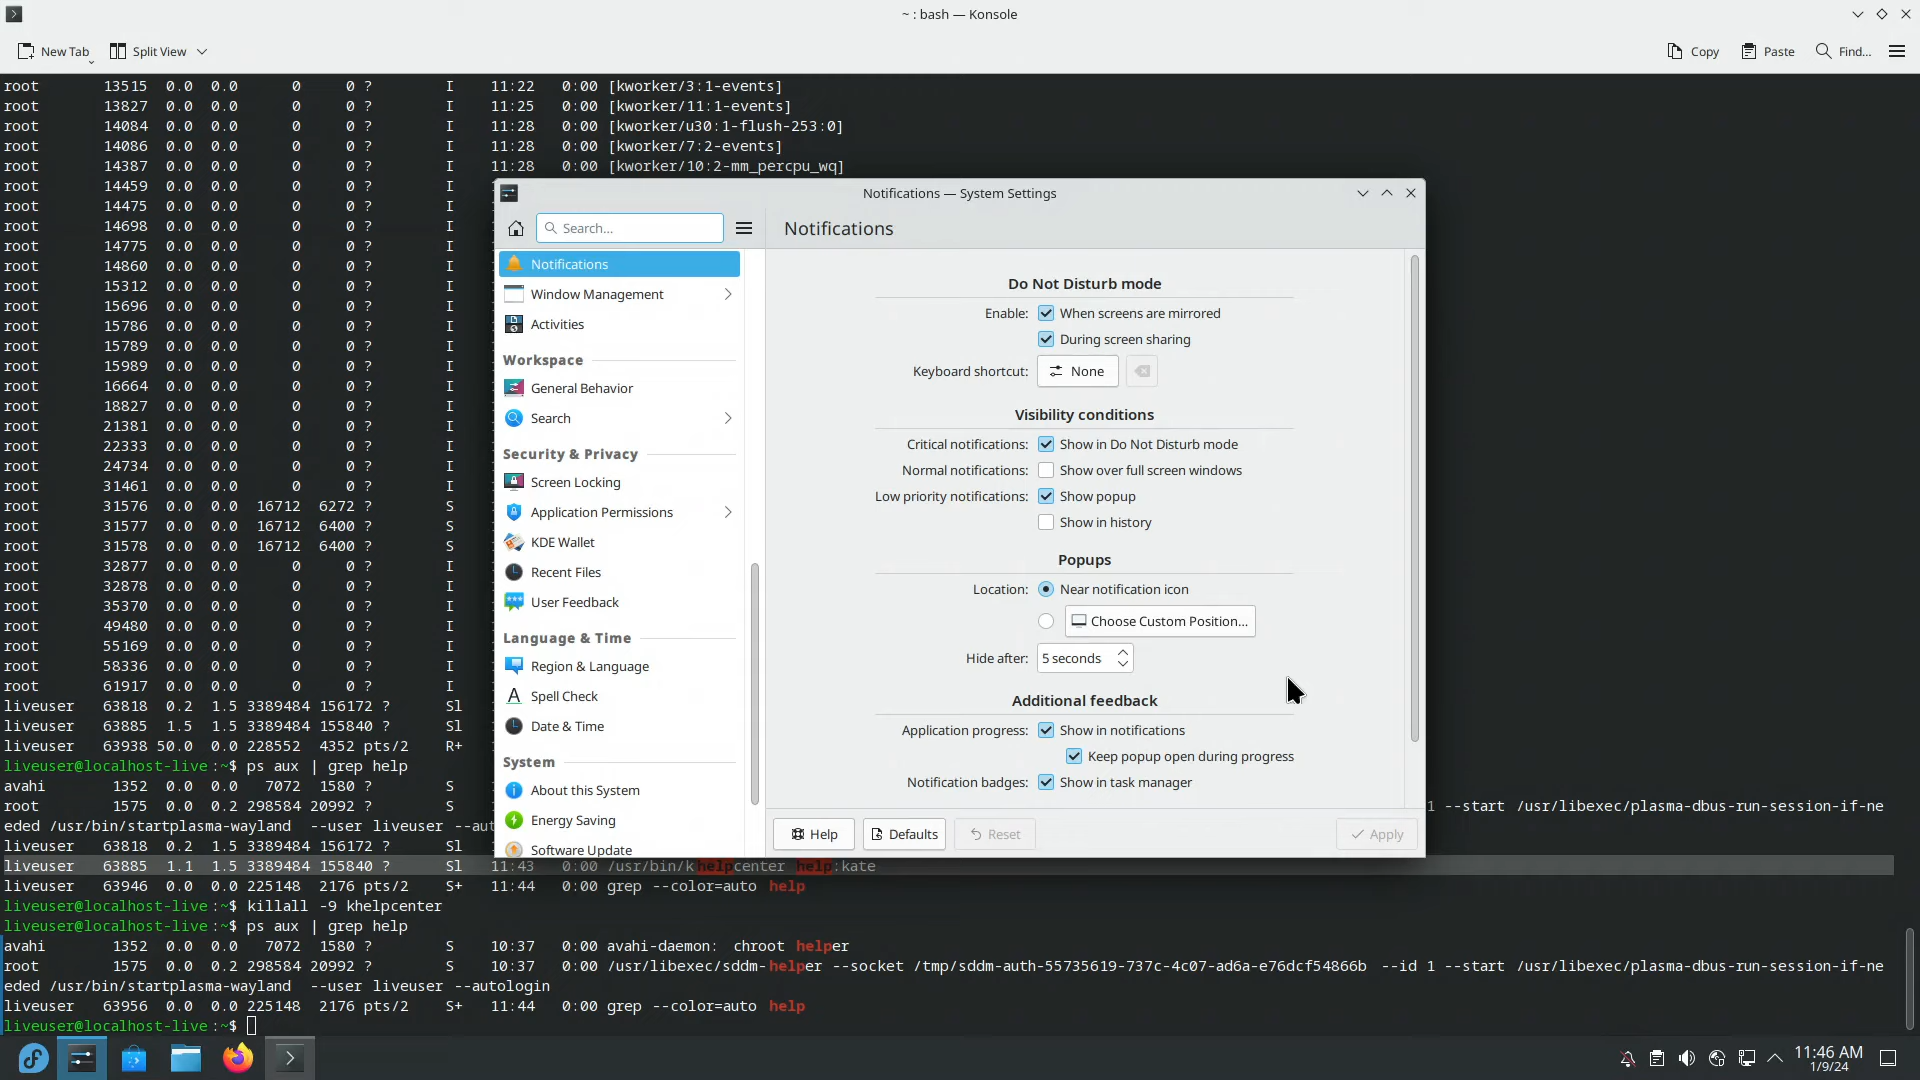 ~ : bash — Konsole
New Tab Split View Copy Paste Find...
root 13515 0.0 0.0 0 0 ? I 11:22 0:00 [kworker/3:1-events]
root 13827 0.0 0.0 0 0 ? I 11:25 0:00 [kworker/11:1-events]
root 14084 0.0 0.0 0 0 ? I 11:28 0:00 [kworker/u30:1-flush-253:0]
root 14086 0.0 0.0 0 0 ? I 11:28 0:00 [kworker/7:2-events]
root 14387 0.0 0.0 0 0 ? I 11:28 0:00 [kworker/10:2-mm_percpu_wq]
root 14459 0.0 0.0 0 0 ? I
root 14475 0.0 0.0 0 0 ? I
root 14698 0.0 0.0 0 0 ? I
root 14775 0.0 0.0 0 0 ? I
root 14860 0.0 0.0 0 0 ? I
root 15312 0.0 0.0 0 0 ? I
root 15696 0.0 0.0 0 0 ? I
root 15786 0.0 0.0 0 0 ? I
root 15789 0.0 0.0 0 0 ? I
root 15989 0.0 0.0 0 0 ? I
root 16664 0.0 0.0 0 0 ? I
root 18827 0.0 0.0 0 0 ? I
root 21381 0.0 0.0 0 0 ? I
root 22333 0.0 0.0 0 0 ? I
root 24734 0.0 0.0 0 0 ? I
root 31461 0.0 0.0 0 0 ? I
root 31576 0.0 0.0 16712 6272 ? S
root 31577 0.0 0.0 16712 6400 ? S
root 31578 0.0 0.0 16712 6400 ? S
root 32877 0.0 0.0 0 0 ? I
root 32878 0.0 0.0 0 0 ? I
root 35370 0.0 0.0 0 0 ? I
root 49480 0.0 0.0 0 0 ? I
root 55169 0.0 0.0 0 0 ? I
root 58336 0.0 0.0 0 0 ? I
root 61917 0.0 0.0 0 0 ? I
liveuser 63818 0.2 1.5 3389484 156172 ? Sl
liveuser 63885 1.5 1.5 3389484 155840 ? Sl
liveuser 63938 50.0 0.0 228552 4352 pts/2 R+
liveuser@localhost-live:~$ ps aux | grep help
avahi 1352 0.0 0.0 7072 1580 ? S
root 1575 0.0 0.2 298584 20992 ? S 1 --start /usr/libexec/plasma-dbus-run-session-if-ne
eded /usr/bin/startplasma-wayland --user liveuser --aut
liveuser 63818 0.2 1.5 3389484 156172 ? Sl
liveuser 63885 1.1 1.5 3389484 155840 ? Sl 11:43 0:00 /usr/bin/khelpcenter help:kate
liveuser 63946 0.0 0.0 225148 2176 pts/2 S+ 11:44 0:00 grep --color=auto help
liveuser@localhost-live:~$ killall -9 khelpcenter
liveuser@localhost-live:~$ ps aux | grep help
avahi 1352 0.0 0.0 7072 1580 ? S 10:37 0:00 avahi-daemon: chroot helper
root 1575 0.0 0.2 298584 20992 ? S 10:37 0:00 /usr/libexec/sddm-helper --socket /tmp/sddm-auth-55735619-737c-4c07-ad6a-e76dcf54866b --id 1 --start /usr/libexec/plasma-dbus-run-session-if-ne
eded /usr/bin/startplasma-wayland --user liveuser --autologin
liveuser 63956 0.0 0.0 225148 2176 pts/2 S+ 11:44 0:00 grep --color=auto help
liveuser@localhost-live:~$
Notifications — System Settings
Search...
Notifications
Window Management
Activities
Workspace
General Behavior
Search
Security & Privacy
Screen Locking
Application Permissions
KDE Wallet
Recent Files
User Feedback
Language & Time
Region & Language
Spell Check
Date & Time
System
About this System
Energy Saving
Software Update
Notifications
Do Not Disturb mode
Enable: When screens are mirrored
During screen sharing
Keyboard shortcut: None
Visibility conditions
Critical notifications: Show in Do Not Disturb mode
Normal notifications: Show over full screen windows
Low priority notifications: Show popup
Show in history
Popups
Location: Near notification icon
Choose Custom Position...
Hide after: 5 seconds
Additional feedback
Application progress: Show in notifications
Keep popup open during progress
Notification badges: Show in task manager
Help Defaults Reset Apply
11:46 AM
1/9/24